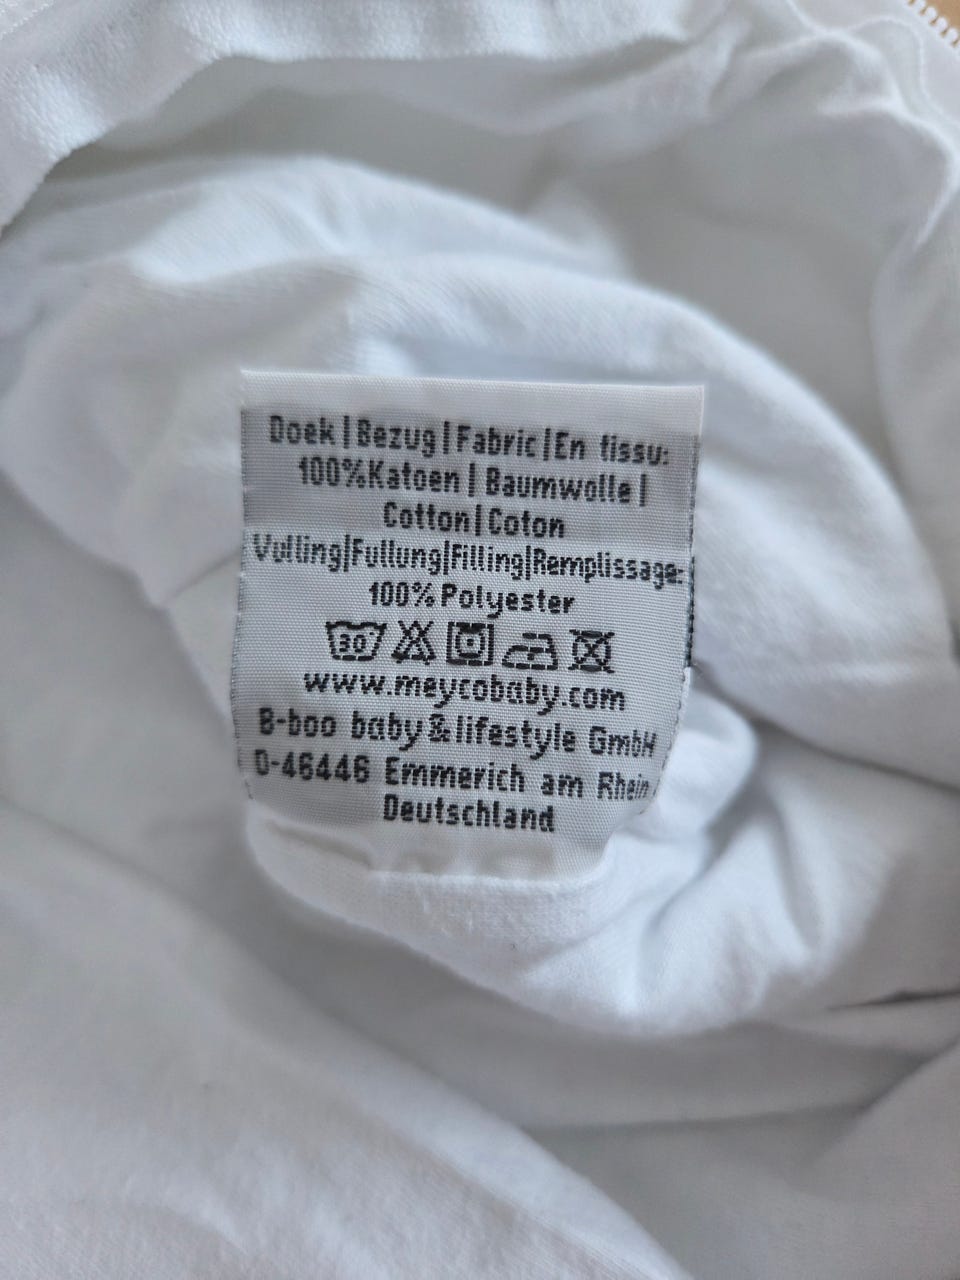 Doek|Bezug|Fabric|En tissu:
100%Katoen|Baumwolle|
Cotton|Coton
Vulling|Fullung|Filling|Remplissage:
100% Polyester
30
www.meycobaby.com
B-boo baby&lifestyle GmbH
D-46446 Emmerich am Rhein
Deutschland